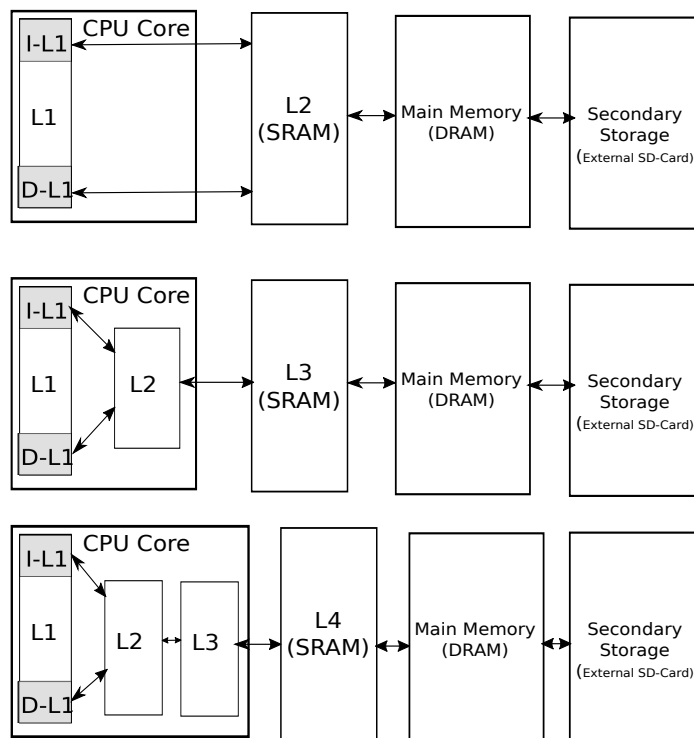 I-L1
CPU Core
L1
D-L1
L2
(SRAM)
Main Memory
(DRAM)
Secondary
Storage
(External SD-Card)
I-L1
CPU Core
L1
D-L1
L2
L3
(SRAM)
Main Memory
(DRAM)
Secondary
Storage
(External SD-Card)
I-L1
CPU Core
L1
D-L1
L2
L3
L4
(SRAM)
Main Memory
(DRAM)
Secondary
Storage
(External SD-Card)